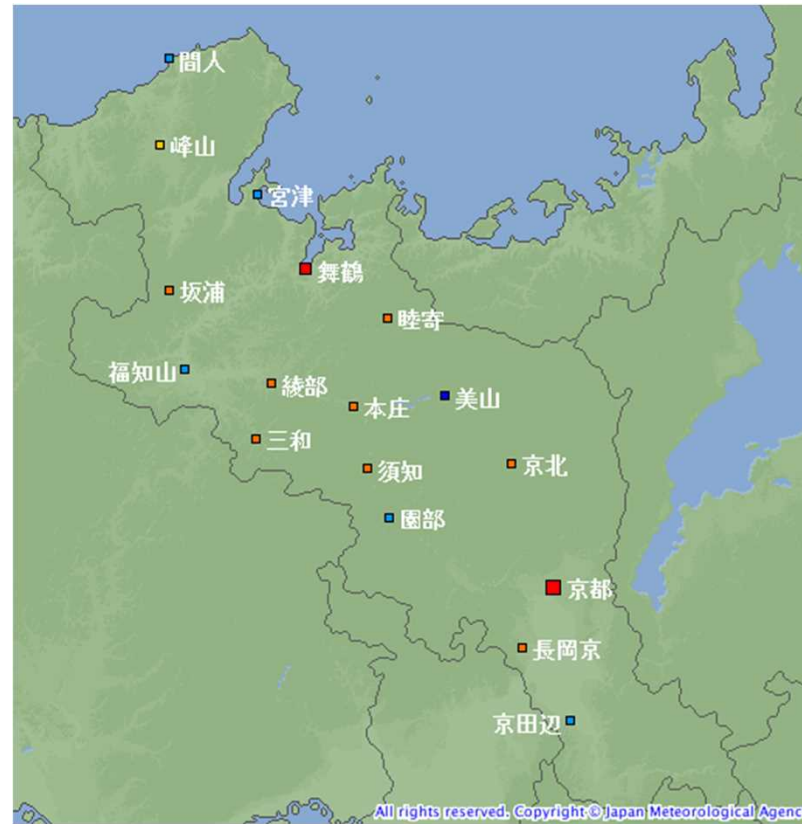 間人
峰山
宮津
舞鶴
坂浦
睦寄
福知山
綾部
本庄
美山
三和
須知
京北
園部
京都
長岡京
京田辺
All rights reserved. Copyright © Japan Meteorological Agenc